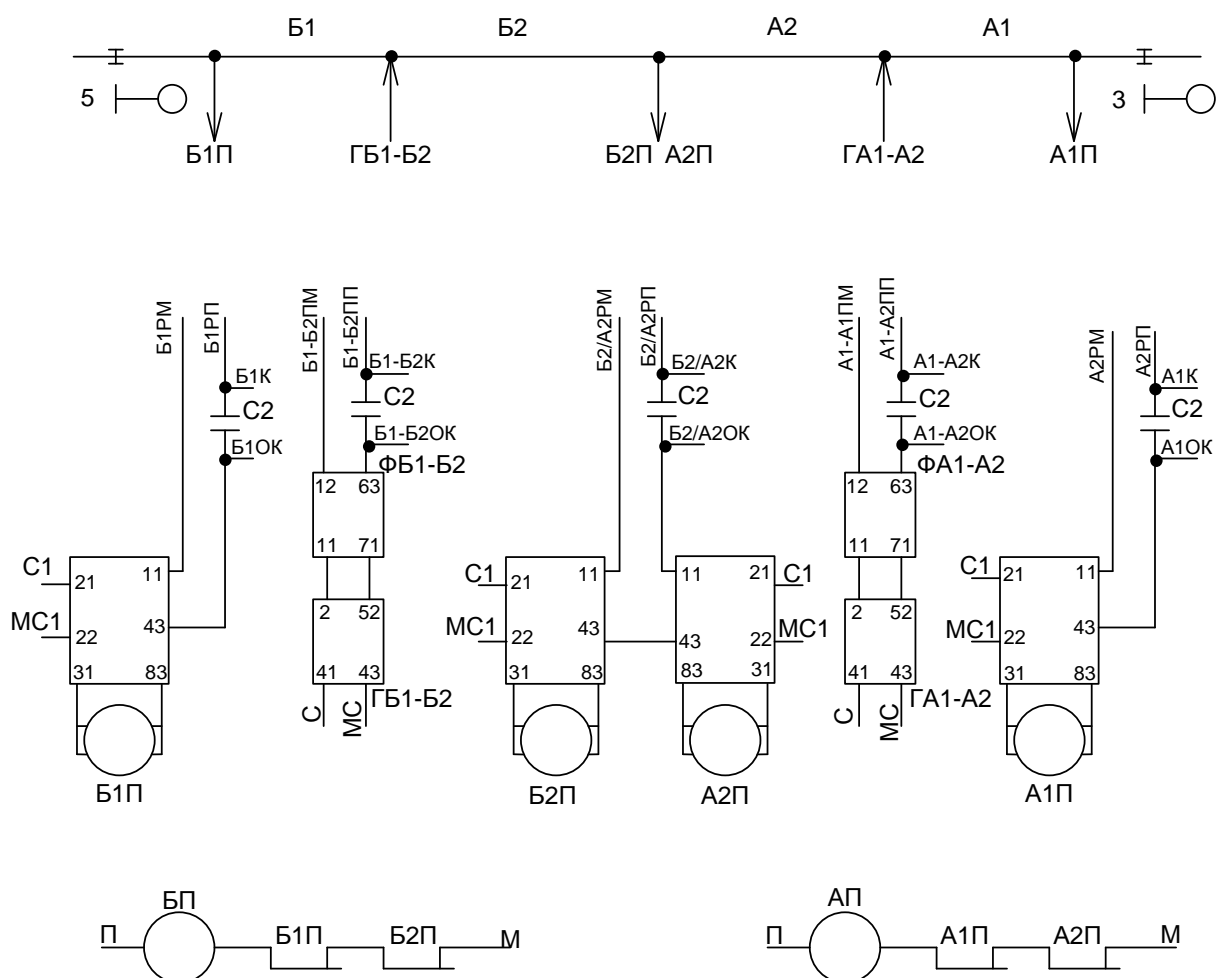 Б1 Б2 А2 А1
5 3
Б1П ГБ1-Б2 Б2П А2П ГА1-А2 А1П
Б1РМ Б1РП Б1-Б2ПМ Б1-Б2ПП Б2/А2РМ Б2/А2РП А1-А1ПМ А1-А2ПП А2РМ А2РП
Б1К Б1-Б2К Б2/А2К А1-А2К А1К
С2 С2 С2 С2 С2
Б1ОК Б1-Б2ОК Б2/А2ОК А1-А2ОК А1ОК
ФБ1-Б2 ФА1-А2
12 63 12 63
11 71 11 71
С1 21 11 С1 21 11 11 21 С1 С1 21 11
2 52 2 52
МС1 22 43 МС1 22 43 43 22 МС1 МС1 22 43
31 83 41 43 31 83 83 31 41 43 31 83
ГБ1-Б2 ГА1-А2
С МС С МС
Б1П Б2П А2П А1П
БП АП
П Б1П Б2П М П А1П А2П М